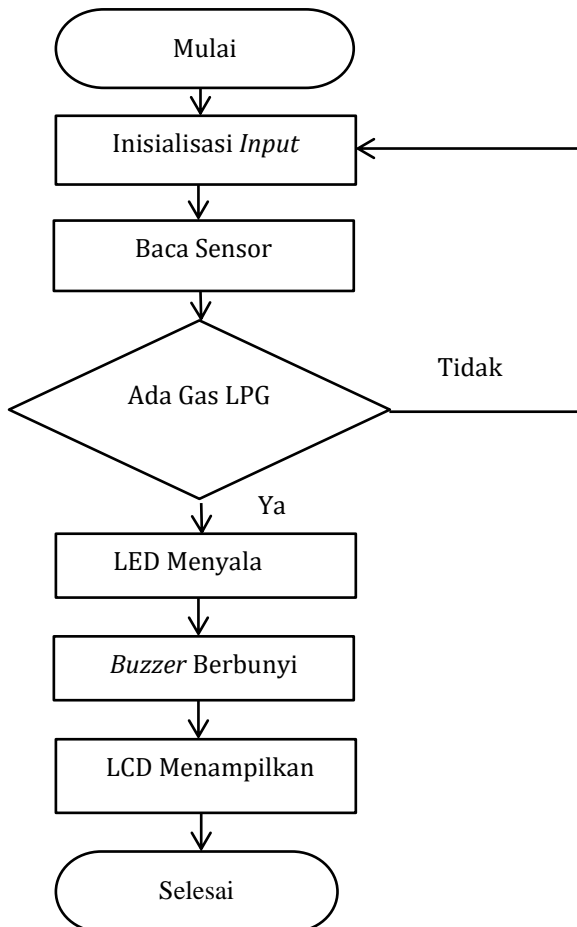 Mulai
Inisialisasi Input
Baca Sensor
Ada Gas LPG
Tidak
Ya
LED Menyala
Buzzer Berbunyi
LCD Menampilkan
Selesai